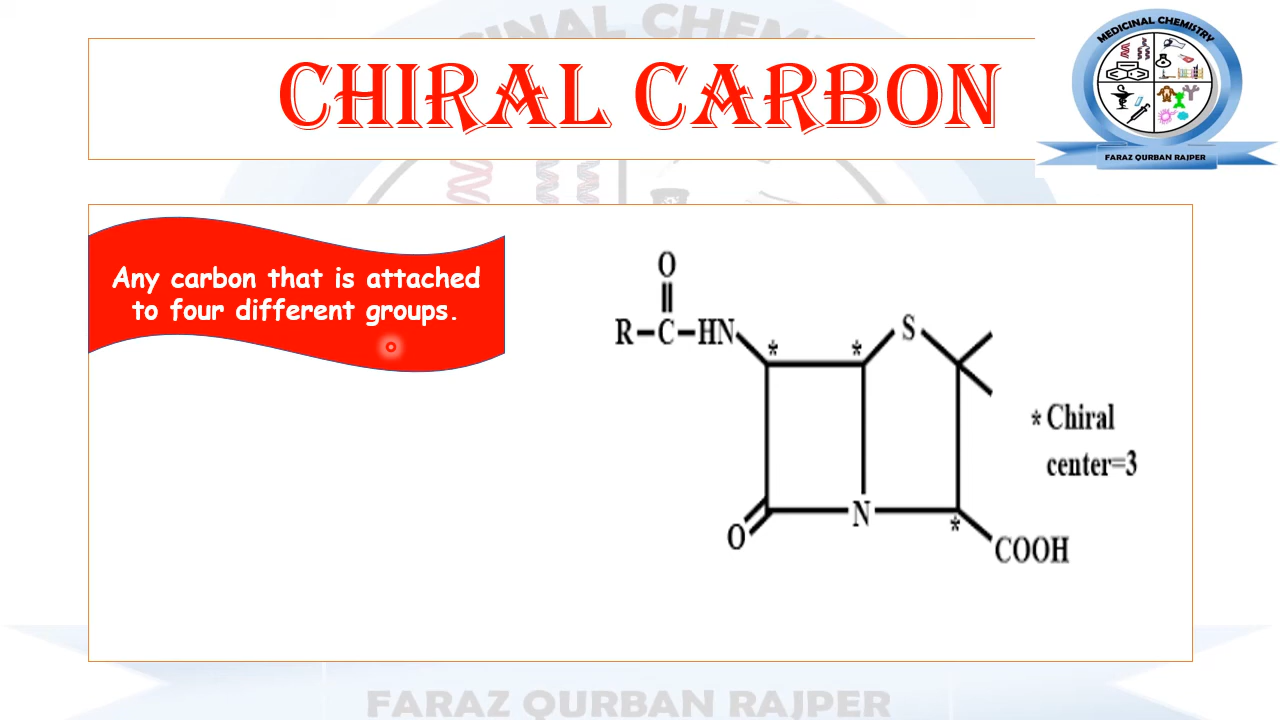 CHIRAL CARBON
MEDICINAL CHEMISTRY
FARAZ QURBAN RAJPER
Any carbon that is attached
to four different groups.
O
R-C-HN
*
*
S
* Chiral
center=3
O
N
*
COOH
FARAZ QURBAN RAJPER